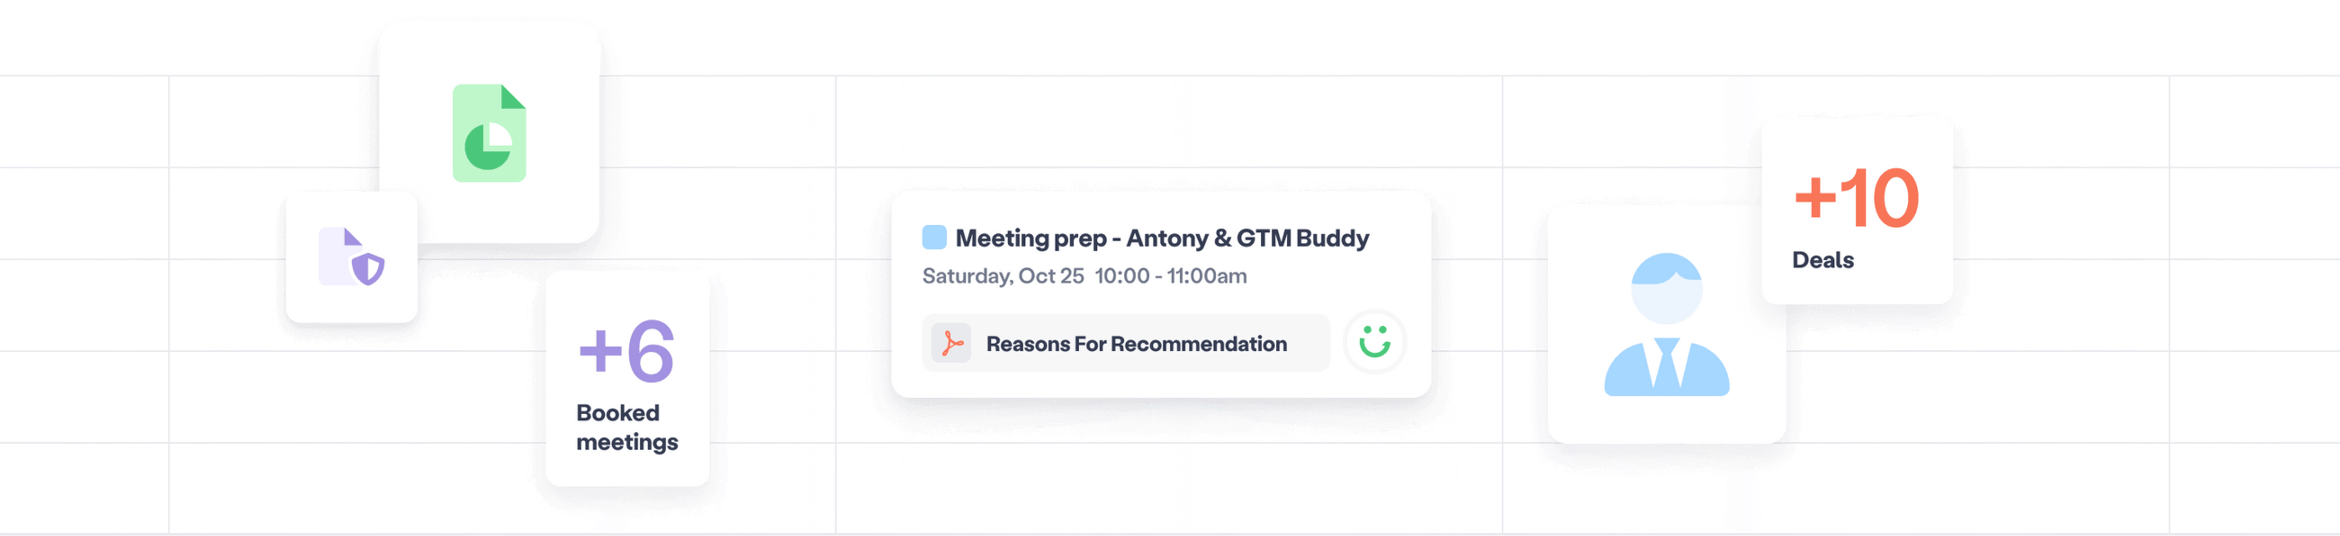 +6
Booked
meetings
Meeting prep - Antony & GTM Buddy
Saturday, Oct 25 10:00 - 11:00am
Reasons For Recommendation
+10
Deals